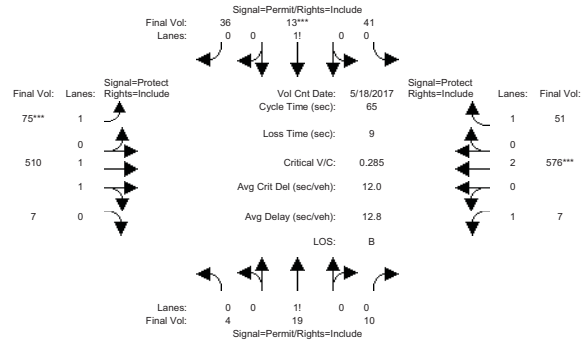 Signal=Permit/Rights=Include
Final Vol: 36 13*** 41
Lanes: 0 0 1! 0 0
Signal=Protect
Final Vol: Lanes: Rights=Include
Vol Cnt Date: 5/18/2017
Signal=Protect
Rights=Include Lanes: Final Vol:
Cycle Time (sec): 65
75*** 1
1 51
Loss Time (sec): 9
0
0
510 1
Critical V/C: 0.285
2 576***
1
Avg Crit Del (sec/veh): 12.0
0
7 0
Avg Delay (sec/veh): 12.8
1 7
LOS: B
Lanes: 0 0 1! 0 0
Final Vol: 4 19 10
Signal=Permit/Rights=Include